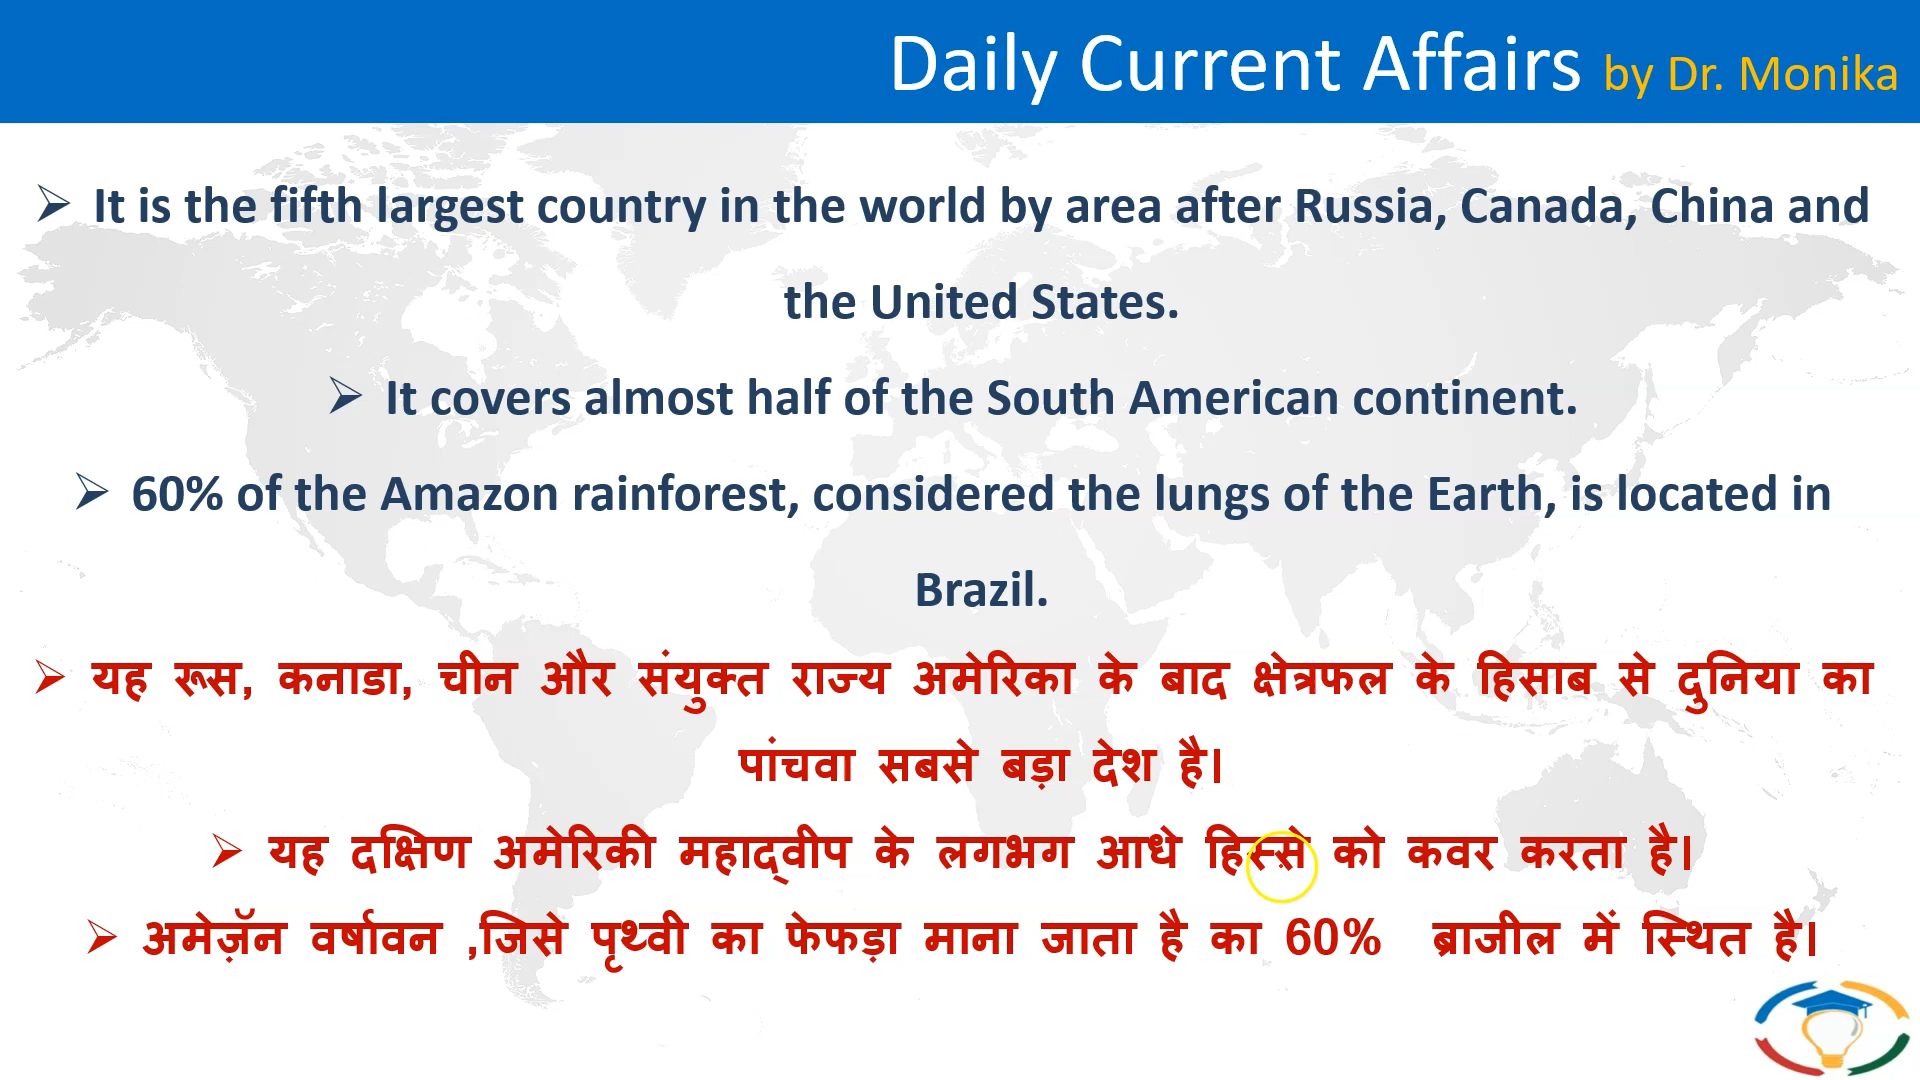 Daily Current Affairs by Dr. Monika
➢ It is the fifth largest country in the world by area after Russia, Canada, China and
the United States.
➢ It covers almost half of the South American continent.
➢ 60% of the Amazon rainforest, considered the lungs of the Earth, is located in
Brazil.
➢ यह रूस, कनाडा, चीन और संयुक्त राज्य अमेरिका के बाद क्षेत्रफल के हिसाब से दुनिया का
पांचवा सबसे बड़ा देश है।
➢ यह दक्षिण अमेरिकी महाद्वीप के लगभग आधे हिस्से को कवर करता है।
➢ अमेज़ॅन वर्षावन ,जिसे पृथ्वी का फेफड़ा माना जाता है का 60% ब्राजील में स्थित है।